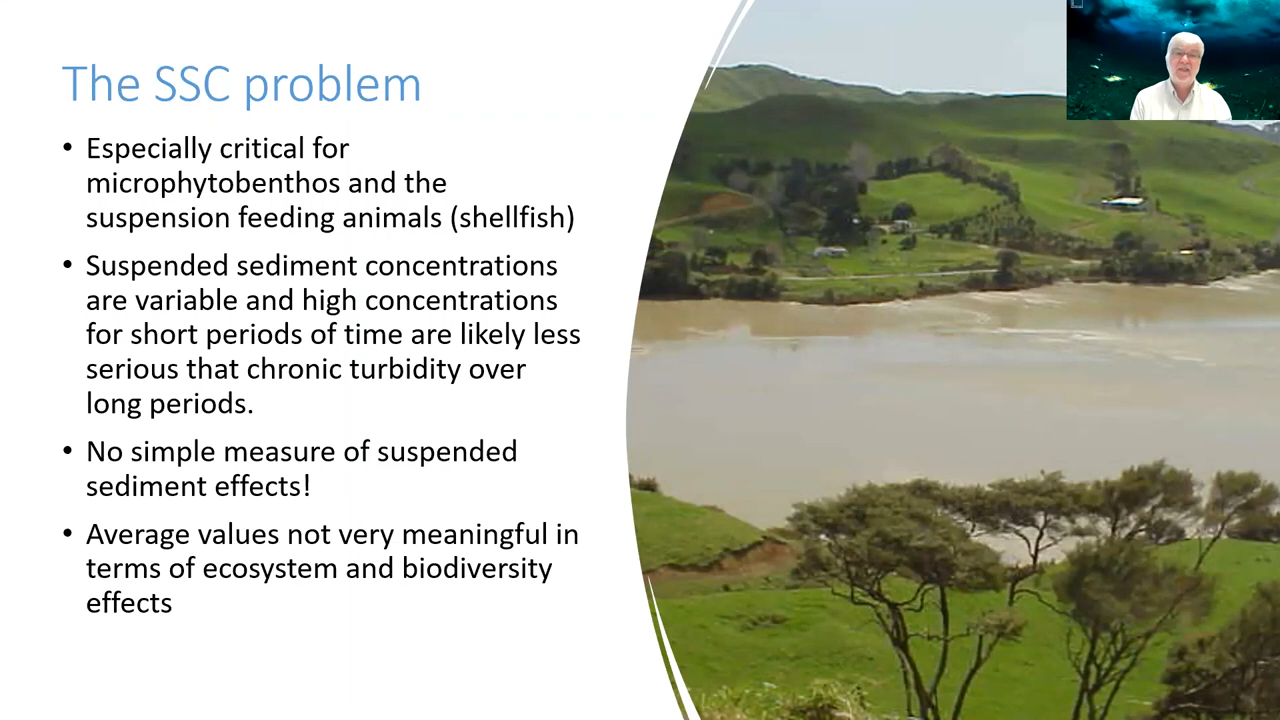 The SSC problem
• Especially critical for
microphytobenthos and the
suspension feeding animals (shellfish)
• Suspended sediment concentrations
are variable and high concentrations
for short periods of time are likely less
serious that chronic turbidity over
long periods.
• No simple measure of suspended
sediment effects!
• Average values not very meaningful in
terms of ecosystem and biodiversity
effects